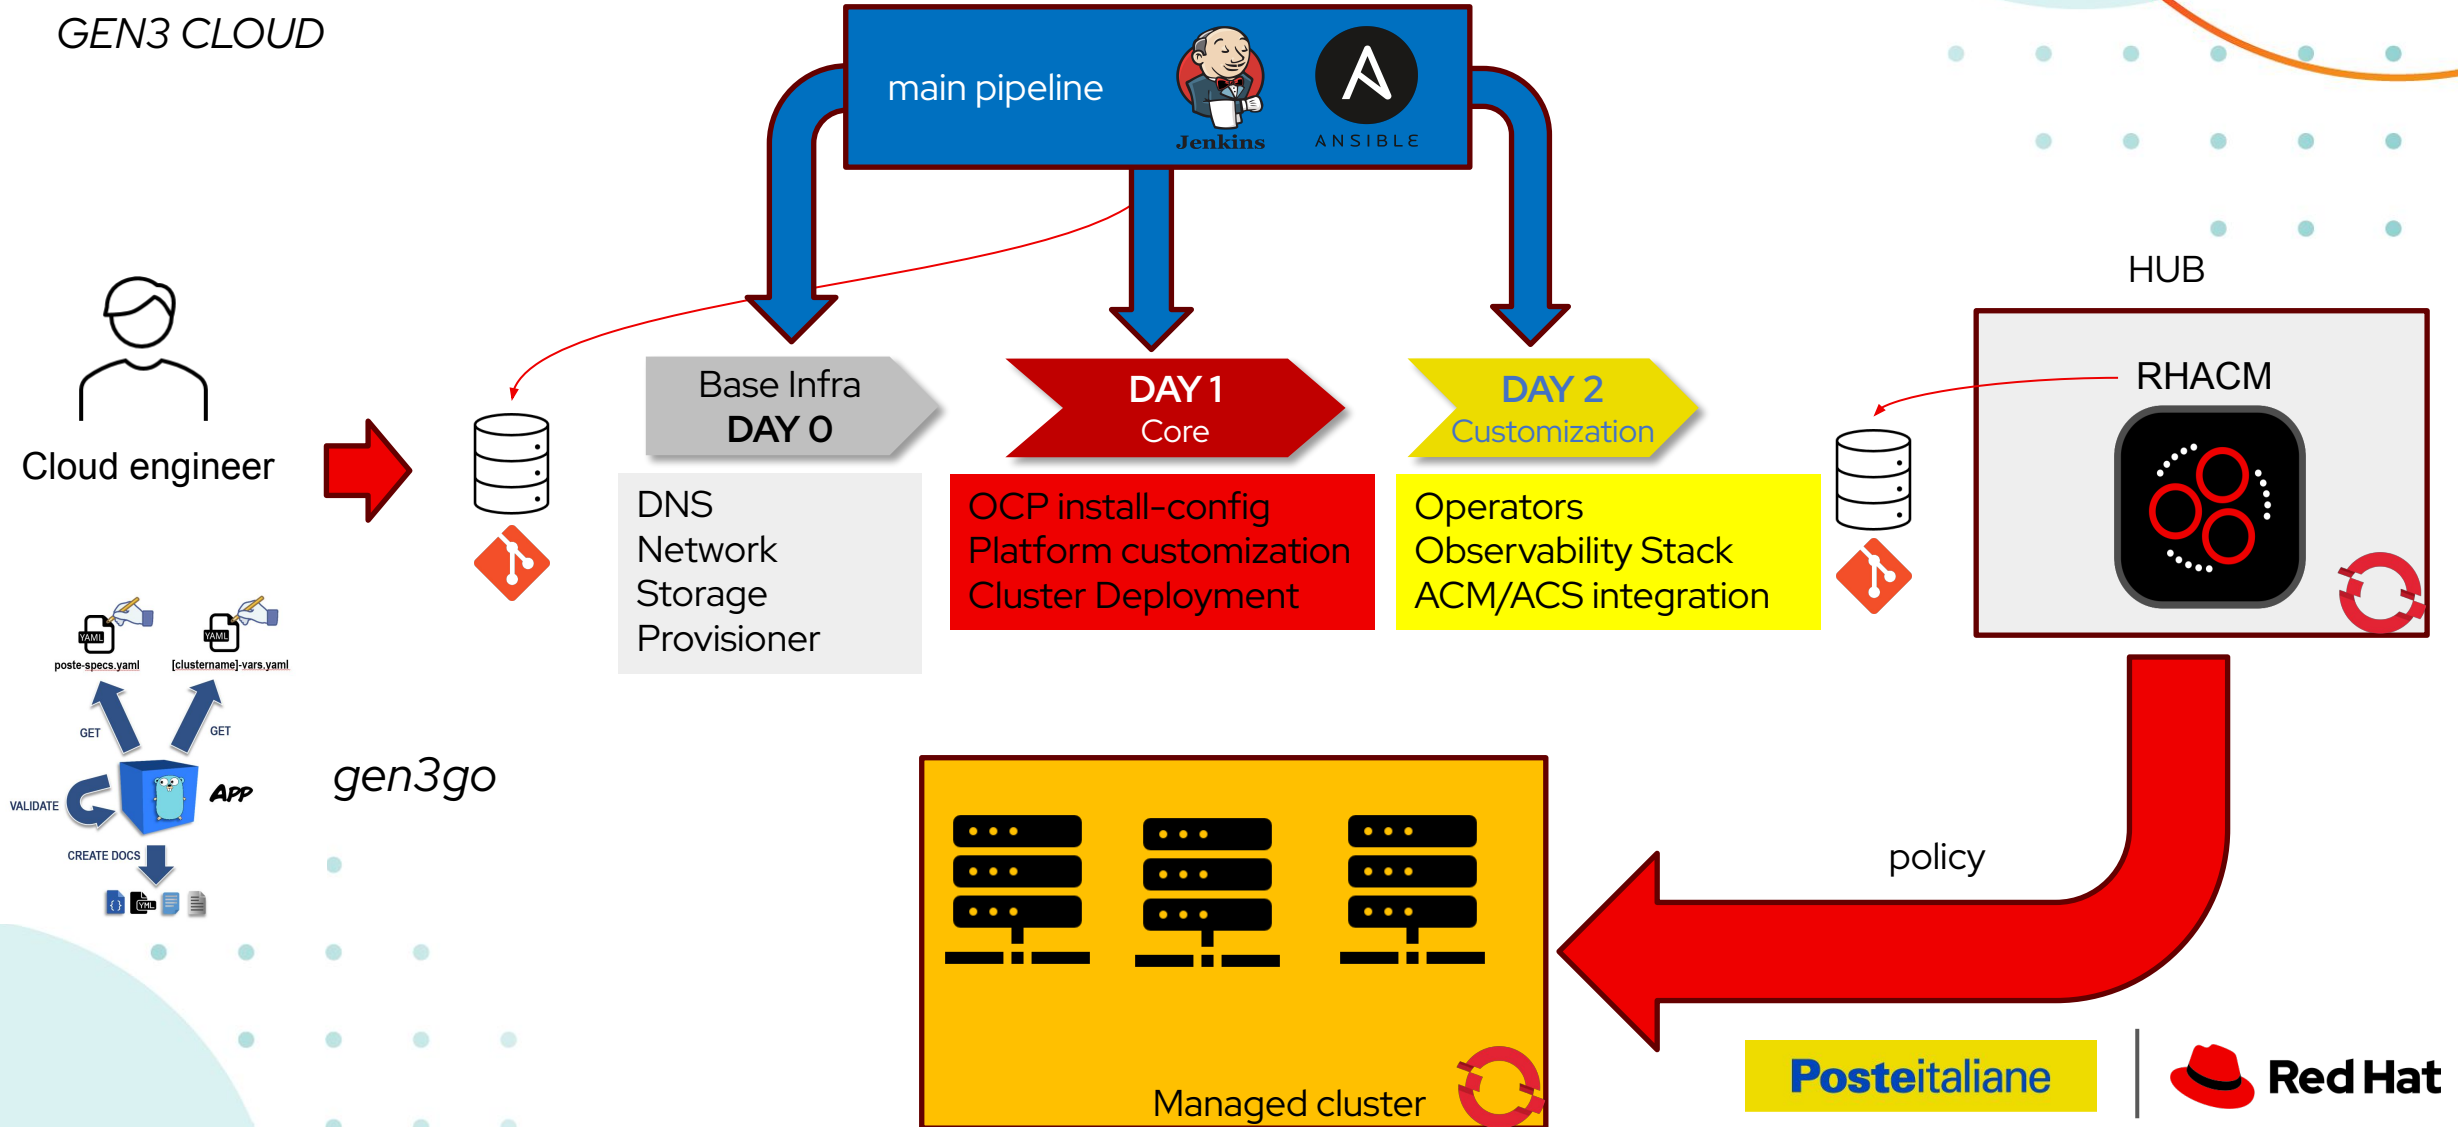 GEN3 CLOUD
main pipeline
Jenkins
ANSIBLE
HUB
RHACM
Cloud engineer
Base Infra
DAY 0
DNS
Network
Storage
Provisioner
DAY 1
Core
OCP install-config
Platform customization
Cluster Deployment
DAY 2
Customization
Operators
Observability Stack
ACM/ACS integration
YAML
poste-specs.yaml
YAML
[clustername]-vars.yaml
GET
GET
VALIDATE
APP
CREATE DOCS
{}
YML
gen3go
policy
Managed cluster
Posteitaliane
Red Hat